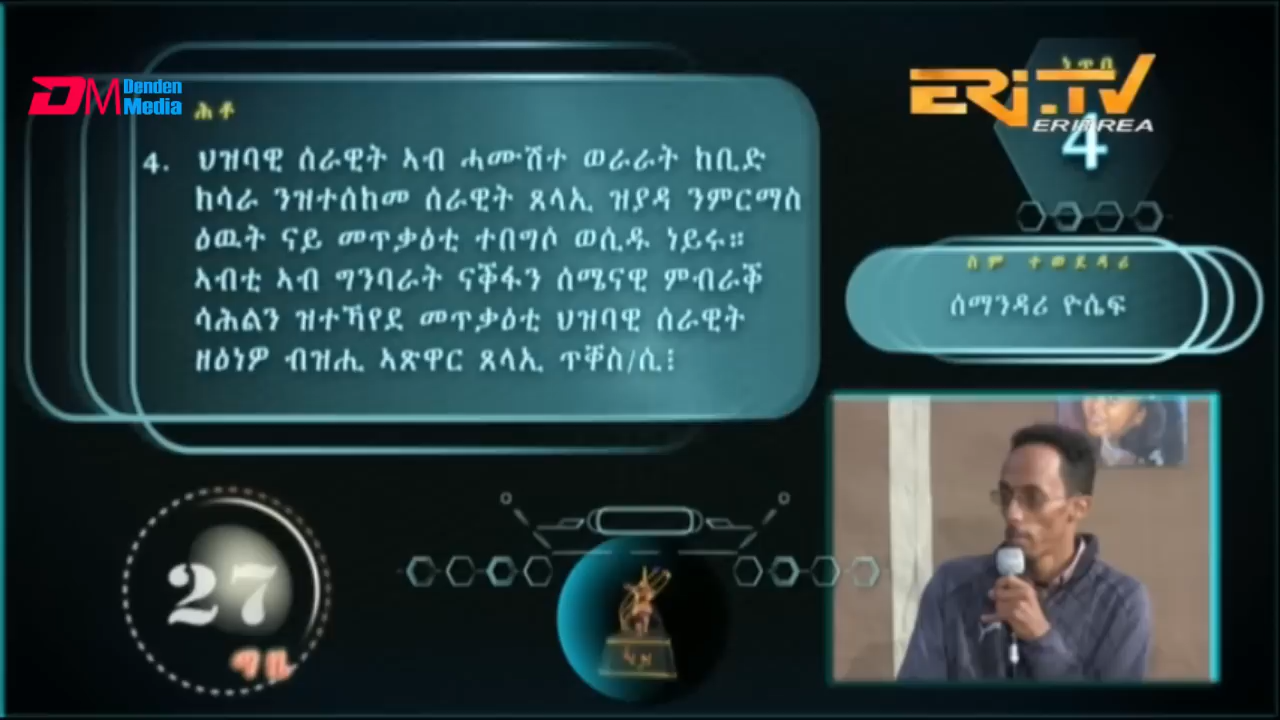 DM Denden Media
ሕቶ
4. ህዝባዊ ሰራዊት ኣብ ሓሙሽተ ወራራት ከቢድ
ከሳራ ንዝተሰከመ ሰራዊት ጸላኢ ዝያዳ ንምርማስ
ዕዉት ናይ መጥቃዕቲ ተበግሶ ወሲዱ ነይሩ።
ኣብቲ ኣብ ግንባራት ናቕፋን ሰሜናዊ ምብራቕ
ሳሕልን ዝተኻየደ መጥቃዕቲ ህዝባዊ ሰራዊት
ዘዕነዎ ብዝሒ ኣጽዋር ጸላኢ ጥቐስ/ሲ፤
ነጥቢ
ERi.TV
ERITREA
4
ስም ተወዳዳሪ
ሰማንዳሪ ዮሴፍ
27
ግዜ